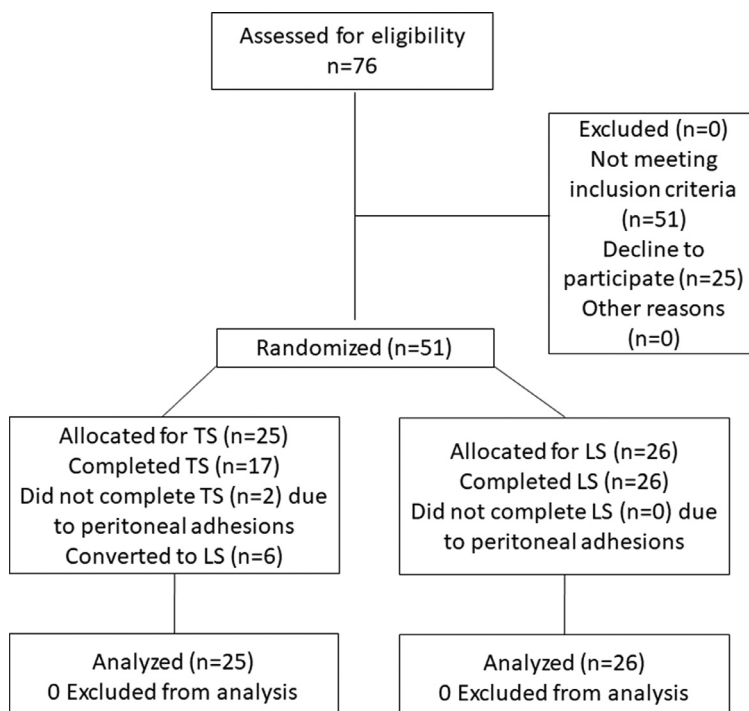 Assessed for eligibility
n=76
Excluded (n=0)
Not meeting
inclusion criteria
(n=51)
Decline to
participate (n=25)
Other reasons
(n=0)
Randomized (n=51)
Allocated for TS (n=25)
Completed TS (n=17)
Did not complete TS (n=2) due
to peritoneal adhesions
Converted to LS (n=6)
Allocated for LS (n=26)
Completed LS (n=26)
Did not complete LS (n=0) due
to peritoneal adhesions
Analyzed (n=25)
0 Excluded from analysis
Analyzed (n=26)
0 Excluded from analysis